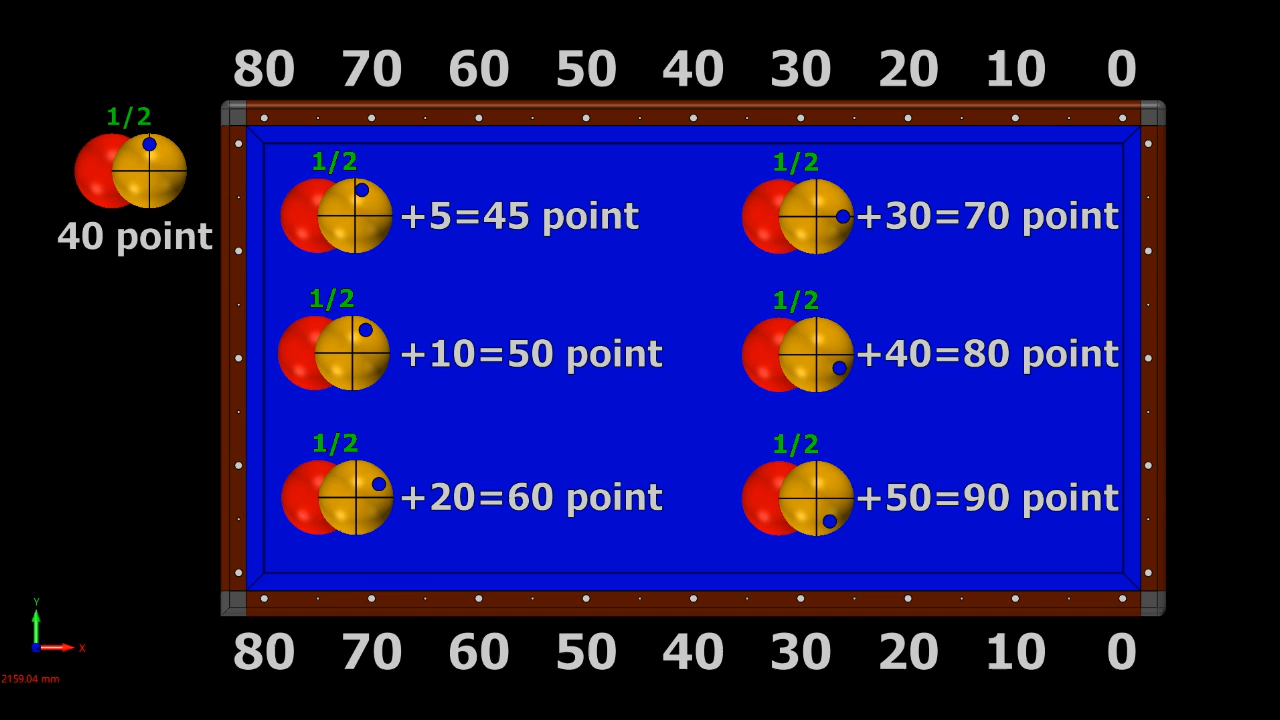 80 70 60 50 40 30 20 10 0
1/2
40 point
1/2
+5=45 point
1/2
+30=70 point
1/2
+10=50 point
1/2
+40=80 point
1/2
+20=60 point
1/2
+50=90 point
Y
X
2159.04 mm
80 70 60 50 40 30 20 10 0